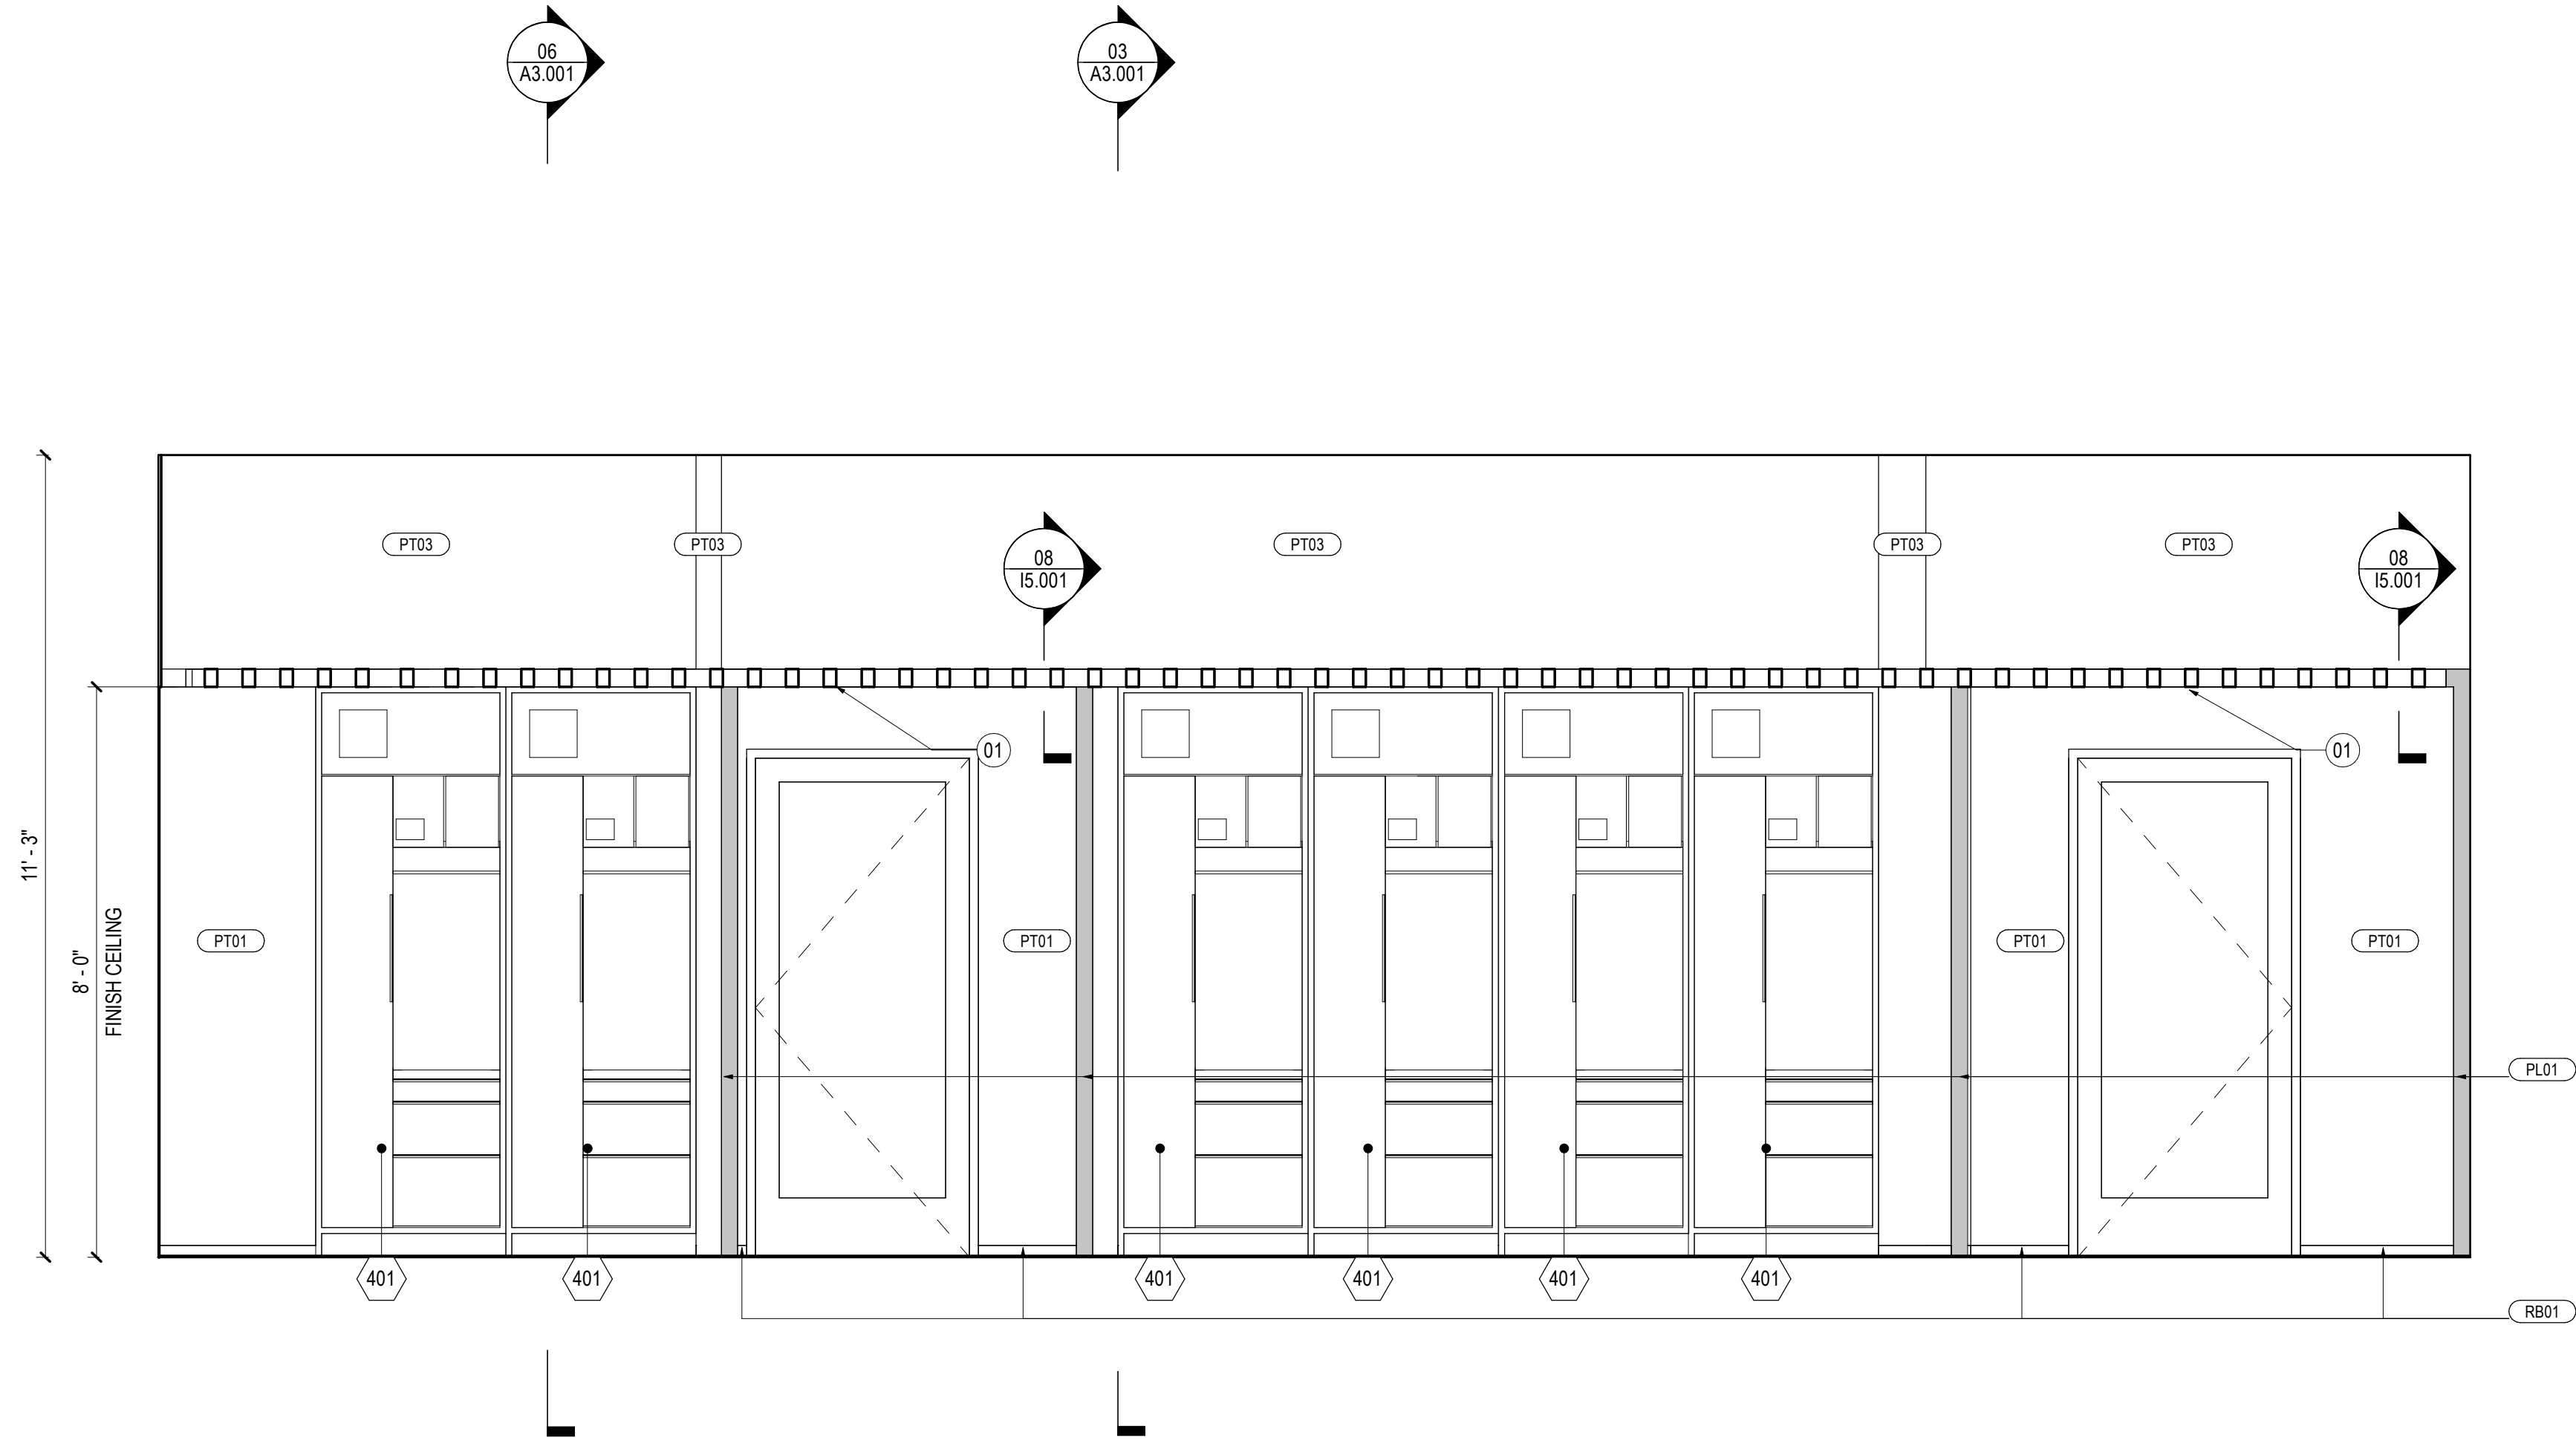 06
A3.001
03
A3.001
PT03
PT03
PT03
PT03
PT03
08
I5.001
08
I5.001
01
01
11' - 3"
8' - 0"
FINISH CEILING
PT01
PT01
PT01
PT01
PL01
401
401
401
401
401
401
RB01